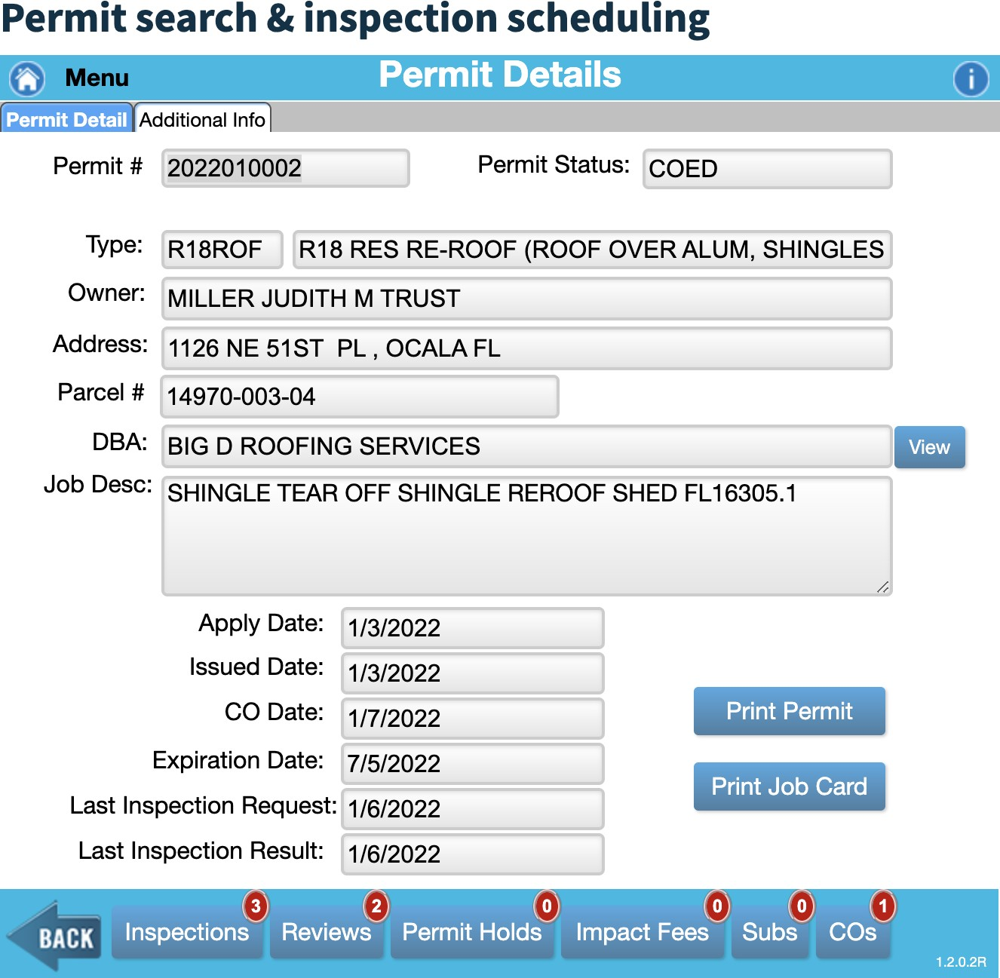 Permit search & inspection scheduling
Menu Permit Details i
Permit Detail Additional Info
Permit # 2022010002 Permit Status: COED
Type: R18ROF R18 RES RE-ROOF (ROOF OVER ALUM, SHINGLES
Owner: MILLER JUDITH M TRUST
Address: 1126 NE 51ST  PL , OCALA FL
Parcel # 14970-003-04
DBA: BIG D ROOFING SERVICES View
Job Desc: SHINGLE TEAR OFF SHINGLE REROOF SHED FL16305.1
Apply Date: 1/3/2022
Issued Date: 1/3/2022
CO Date: 1/7/2022
Print Permit
Expiration Date: 7/5/2022
Print Job Card
Last Inspection Request: 1/6/2022
Last Inspection Result: 1/6/2022
BACK Inspections 3 Reviews 2 Permit Holds 0 Impact Fees 0 Subs 0 COs 1
1.2.0.2R